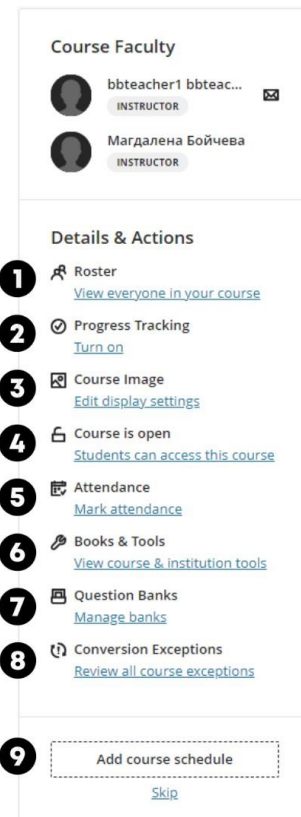 Course Faculty
bbteacher1 bbteac...
INSTRUCTOR
Магдалена Бойчева
INSTRUCTOR
Details & Actions
1 Roster
View everyone in your course
2 Progress Tracking
Turn on
3 Course Image
Edit display settings
4 Course is open
Students can access this course
5 Attendance
Mark attendance
6 Books & Tools
View course & institution tools
7 Question Banks
Manage banks
8 Conversion Exceptions
Review all course exceptions
9 Add course schedule
Skip